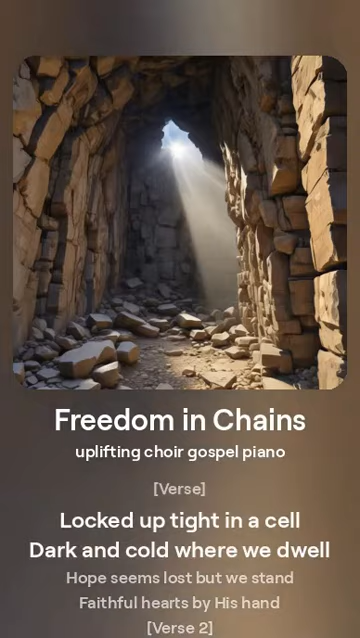 Freedom in Chains
uplifting choir gospel piano
[Verse]
Locked up tight in a cell
Dark and cold where we dwell
Hope seems lost but we stand
Faithful hearts by His hand
[Verse 2]